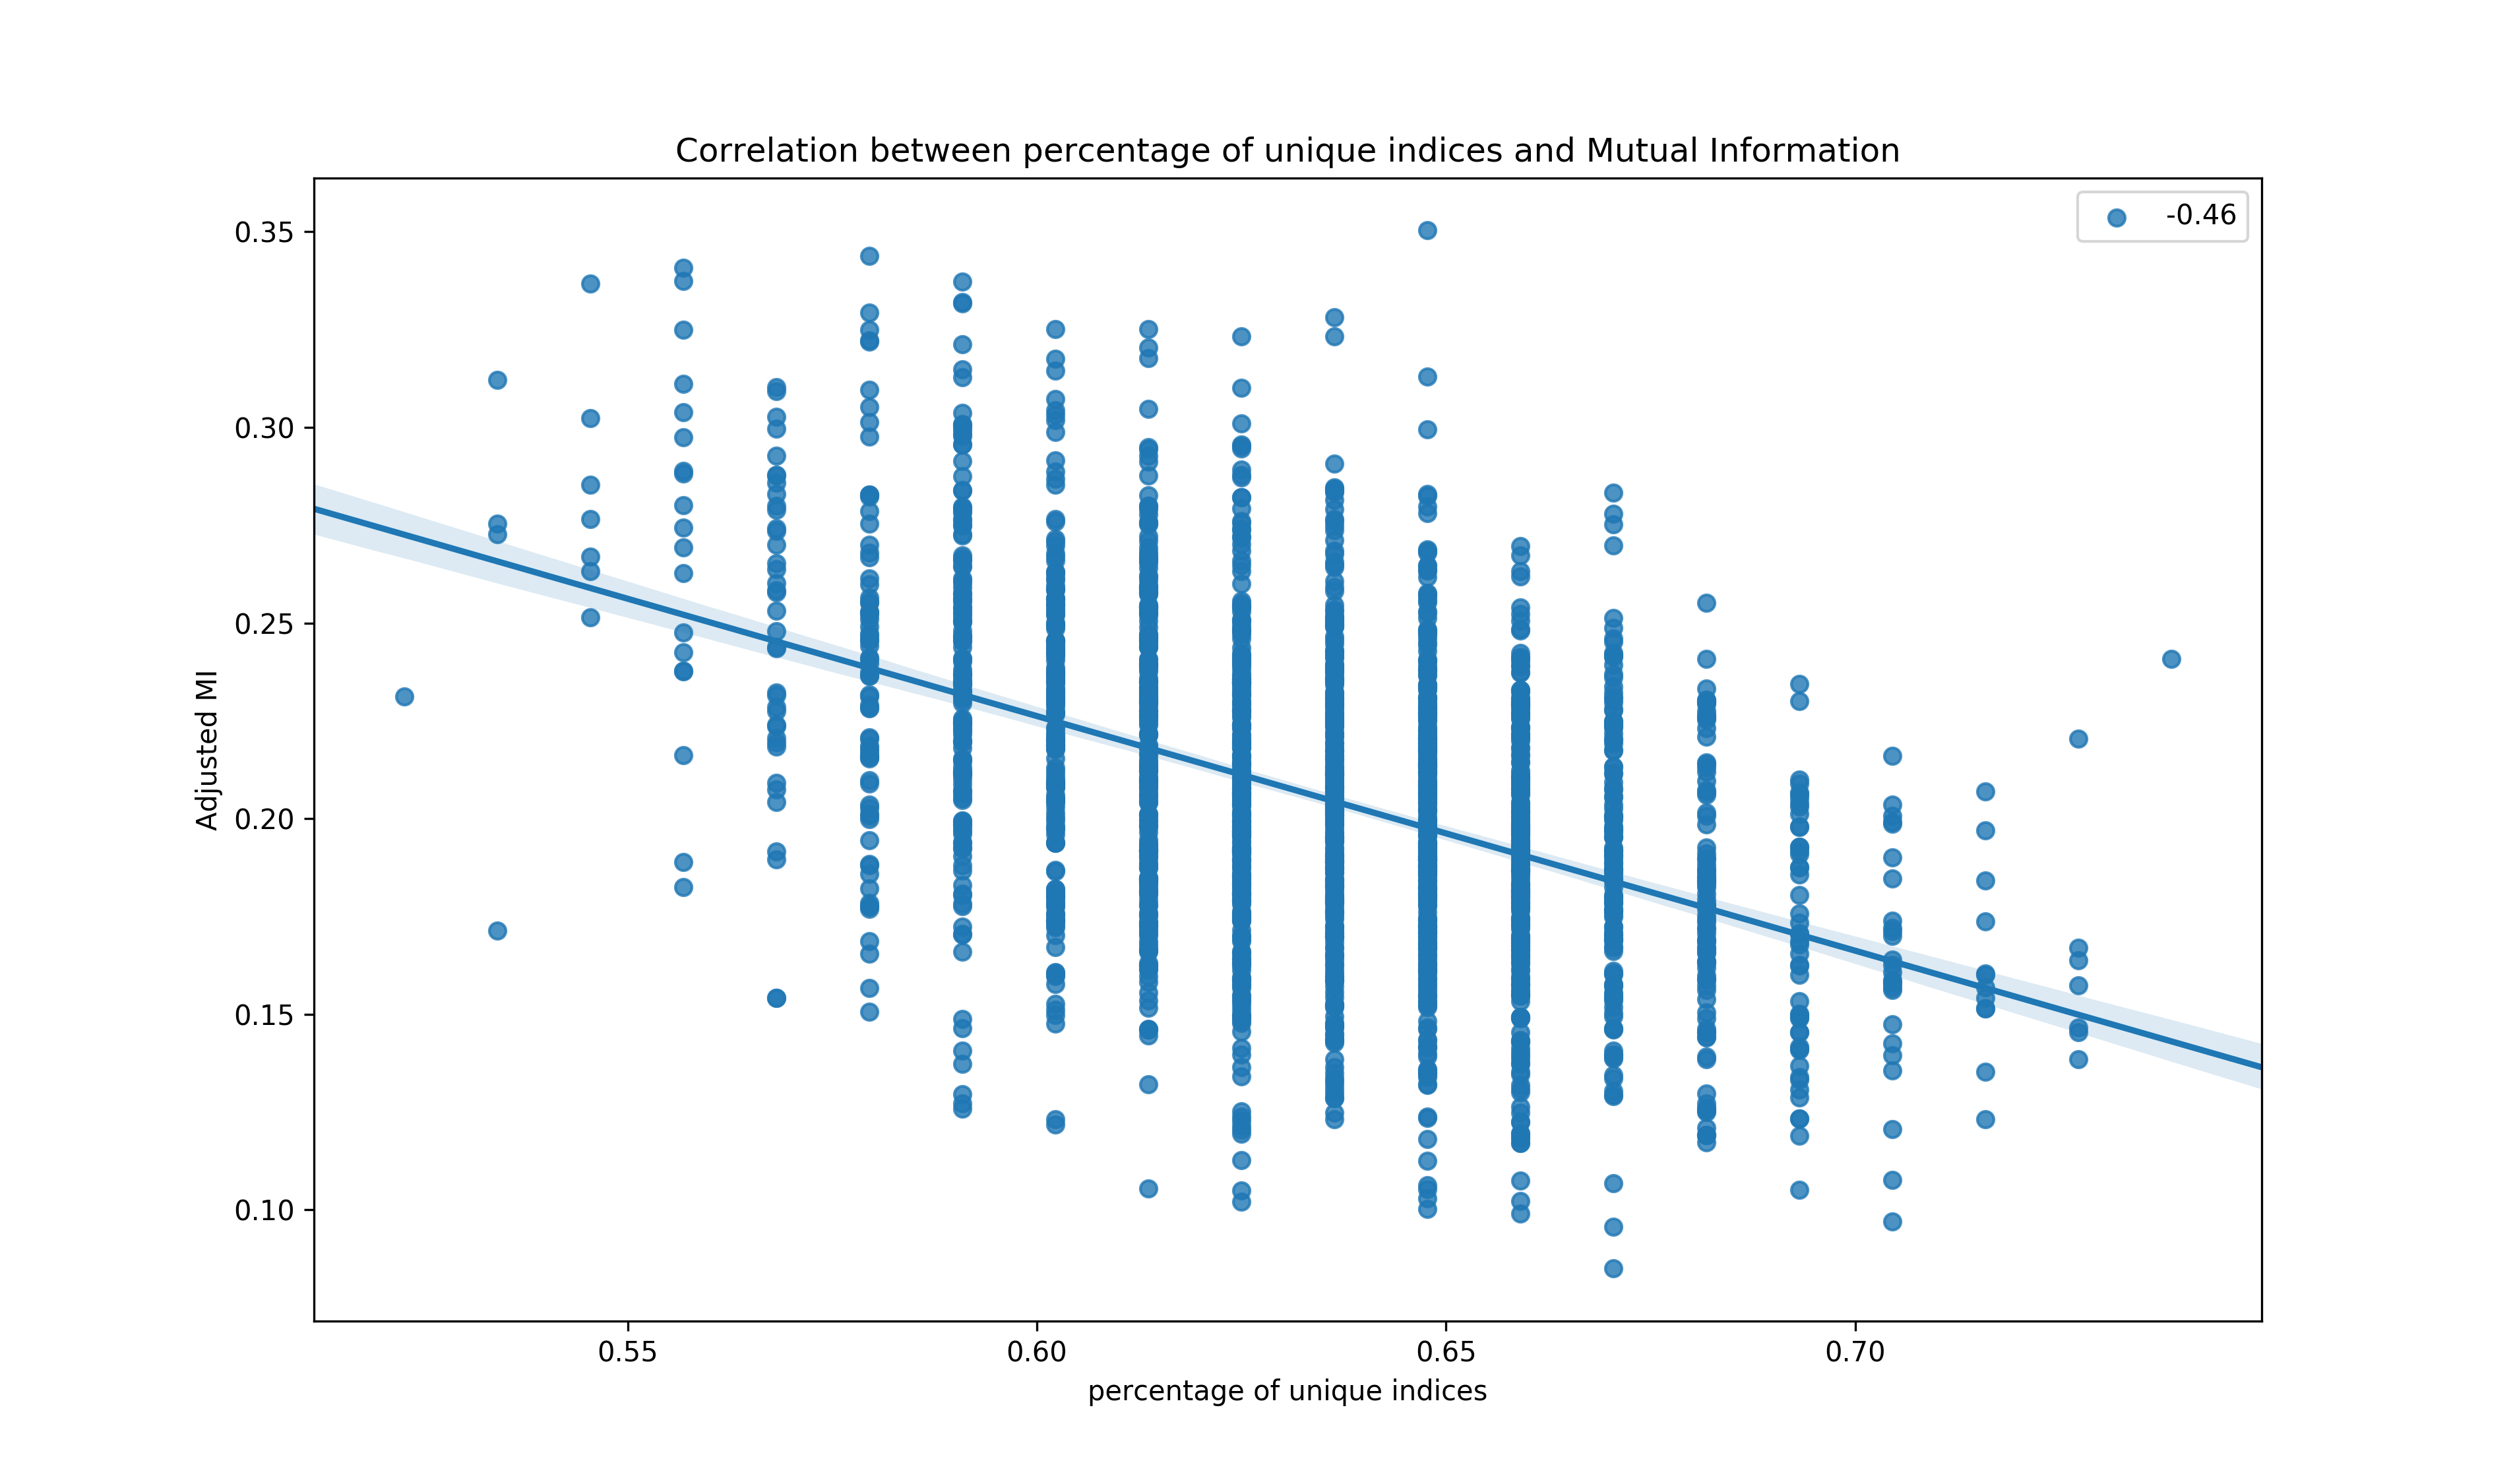 Correlation between percentage of unique indices and Mutual Information
-0.46
0.35
0.30
0.25
0.20
0.15
0.10
Adjusted MI
0.55 0.60 0.65 0.70
percentage of unique indices